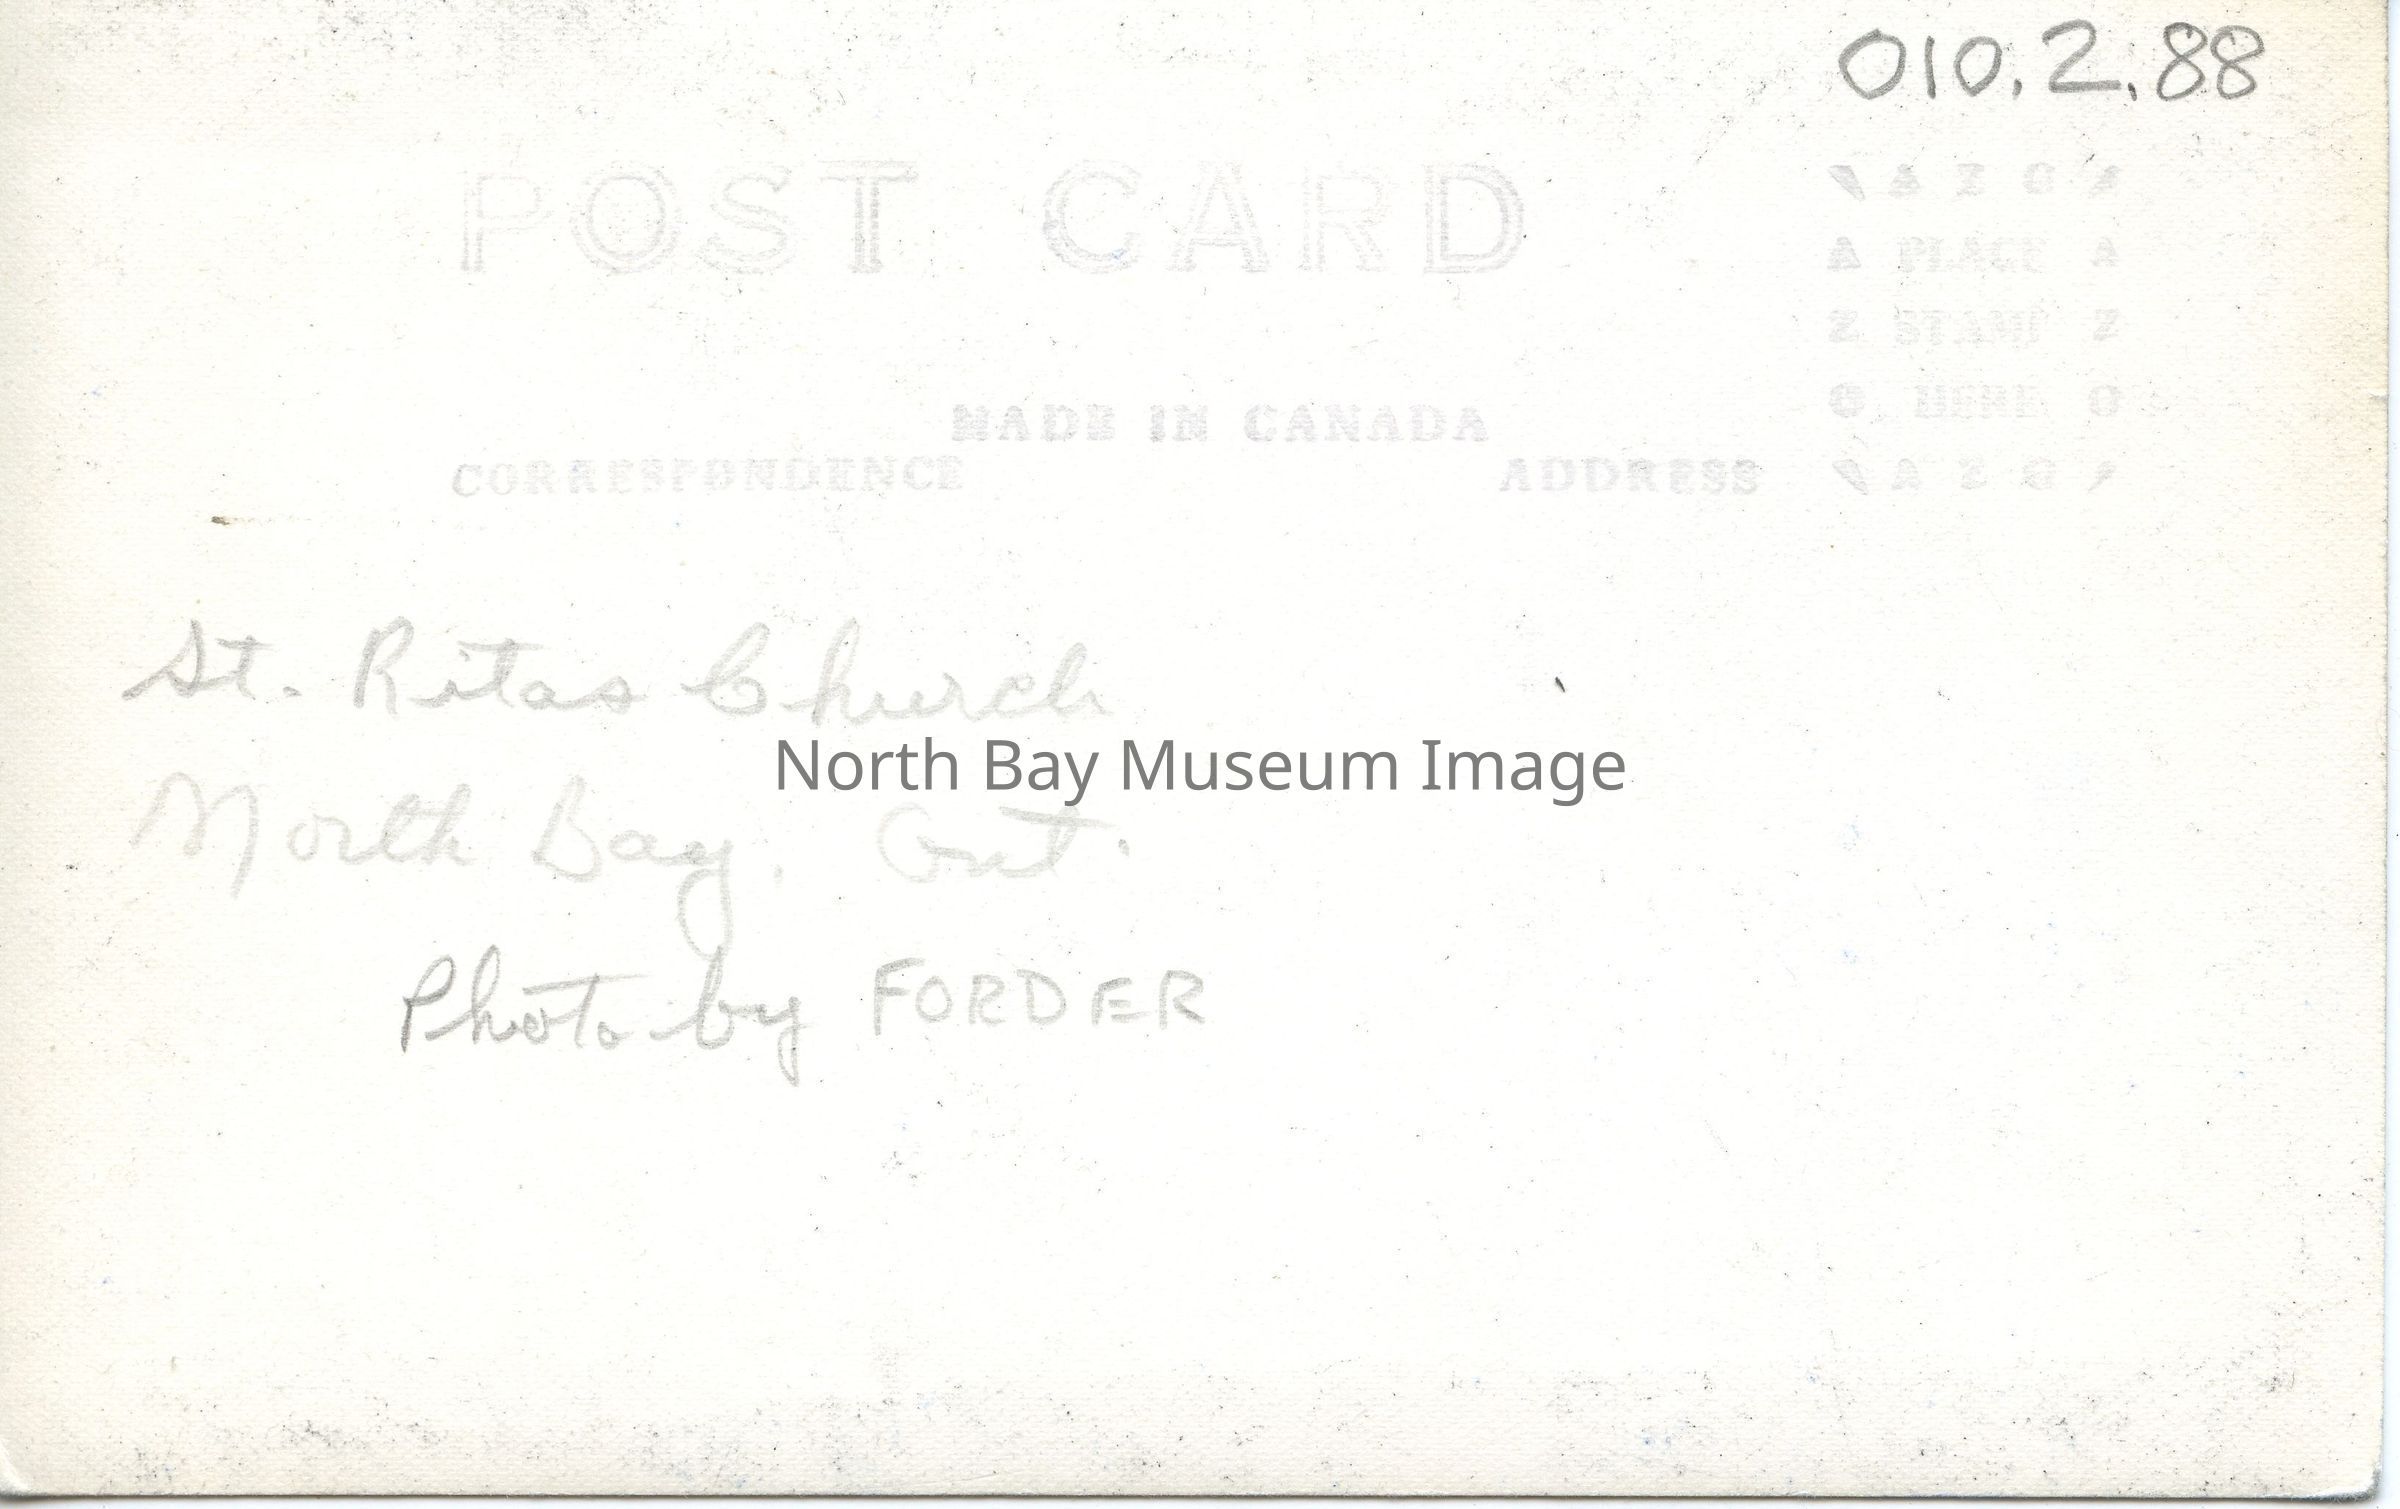 010.2.88
POST CARD
AZO
A PLACE A
Z STAMP Z
O HERE O
MADE IN CANADA
CORRESPONDENCE ADDRESS AZO
St. Ritas Church
North Bay Museum Image
North Bay, Ont.
Photo by FORDER